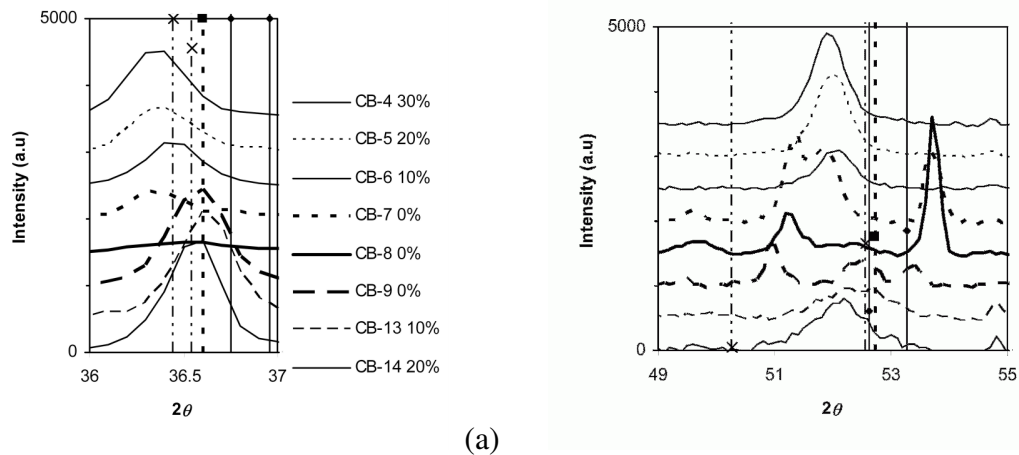 5000
0
Intensity (a.u)
36
36.5
37
2θ
CB-4 30%
CB-5 20%
CB-6 10%
CB-7 0%
CB-8 0%
CB-9 0%
CB-13 10%
CB-14 20%
(a)
5000
0
Intensity (a.u)
49
51
53
55
2θ